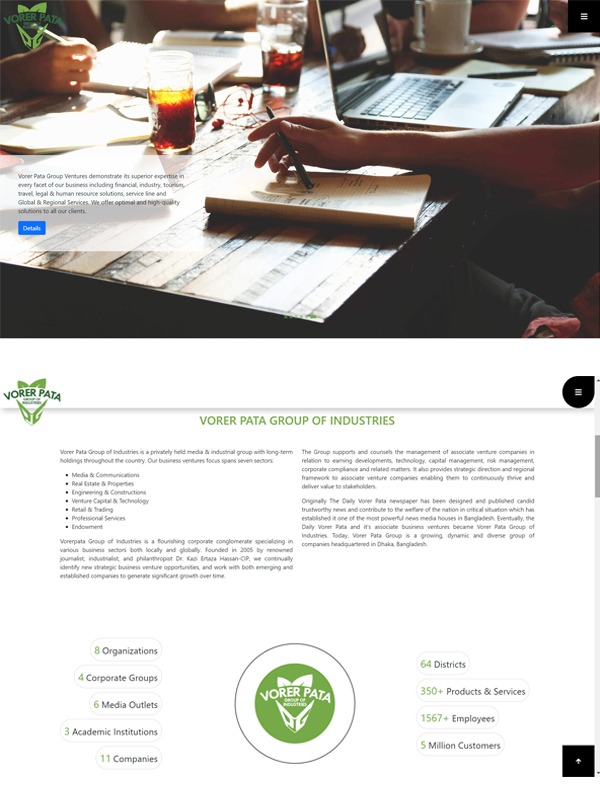 VORER PATA
Vorer Pata Group Ventures demonstrate its superior expertise in
every facet of our business including financial, industry, tourism,
travel, legal & human resource solutions, service line and
Global & Regional Services. We offer optimal and high-quality
solutions to all our clients.
Details
VORER PATA
GROUP OF
INDUSTRIES
VORER PATA GROUP OF INDUSTRIES
Vorer Pata Group of Industries is a privately held media & industrial group with long-term
holdings throughout the country. Our business ventures focus spans seven sectors:
Media & Communications
Real Estate & Properties
Engineering & Constructions
Venture Capital & Technology
Retail & Trading
Professional Services
Endowment
Vorerpata Group of Industries is a flourishing corporate conglomerate specializing in
various business sectors both locally and globally. Founded in 2005 by renowned
journalist, industrialist, and philanthropist Dr. Kazi Ertaza Hassan-CIP, we continually
identify new strategic business venture opportunities, and work with both emerging and
established companies to generate significant growth over time.
The Group supports and counsels the management of associate venture companies in
relation to earning developments, technology, capital management, risk management,
corporate compliance and related matters. It also provides strategic direction and regional
framework to associate venture companies enabling them to continuously thrive and
deliver value to stakeholders.
Originally The Daily Vorer Pata newspaper has been designed and published candid
trustworthy news and contribute to the welfare of the nation in critical situation which has
established it one of the most powerful news media houses in Bangladesh. Eventually, the
Daily Vorer Pata and it's associate business ventures became Vorer Pata Group of
Industries. Today, Vorer Pata Group is a growing, dynamic and diverse group of
companies headquartered in Dhaka, Bangladesh.
8 Organizations
4 Corporate Groups
6 Media Outlets
3 Academic Institutions
11 Companies
VORER PATA
GROUP OF
INDUSTRIES
64 Districts
350+ Products & Services
1567+ Employees
5 Million Customers